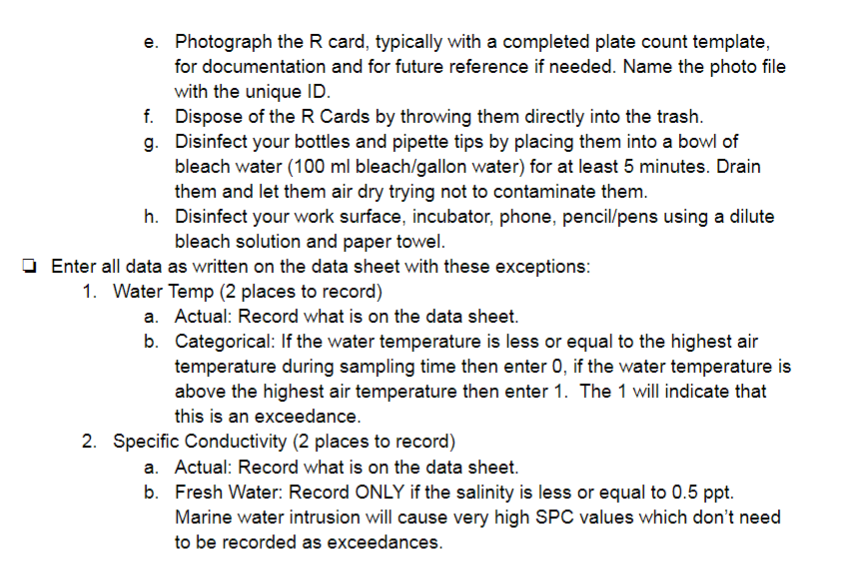 e. Photograph the R card, typically with a completed plate count template,
for documentation and for future reference if needed. Name the photo file
with the unique ID.
f. Dispose of the R Cards by throwing them directly into the trash.
g. Disinfect your bottles and pipette tips by placing them into a bowl of
bleach water (100 ml bleach/gallon water) for at least 5 minutes. Drain
them and let them air dry trying not to contaminate them.
h. Disinfect your work surface, incubator, phone, pencil/pens using a dilute
bleach solution and paper towel.
❏ Enter all data as written on the data sheet with these exceptions:
1. Water Temp (2 places to record)
a. Actual: Record what is on the data sheet.
b. Categorical: If the water temperature is less or equal to the highest air
temperature during sampling time then enter 0, if the water temperature is
above the highest air temperature then enter 1.  The 1 will indicate that
this is an exceedance.
2. Specific Conductivity (2 places to record)
a. Actual: Record what is on the data sheet.
b. Fresh Water: Record ONLY if the salinity is less or equal to 0.5 ppt.
Marine water intrusion will cause very high SPC values which don't need
to be recorded as exceedances.